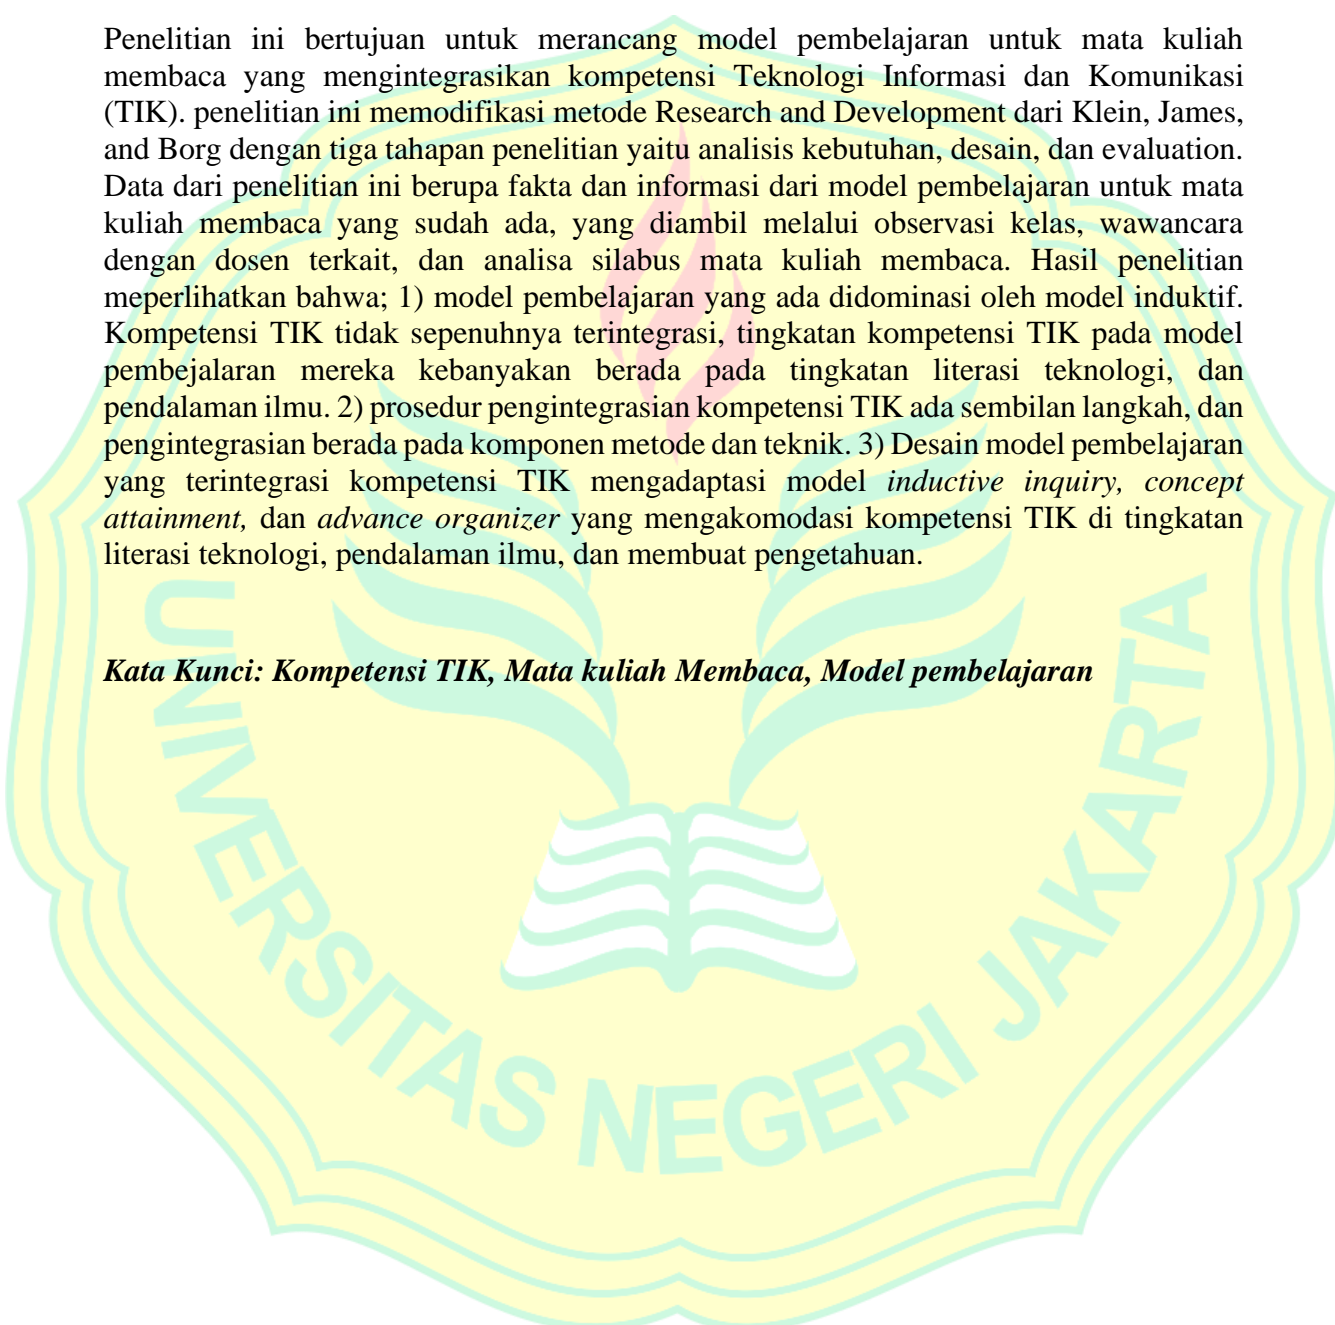 Penelitian ini bertujuan untuk merancang model pembelajaran untuk mata kuliah
membaca yang mengintegrasikan kompetensi Teknologi Informasi dan Komunikasi
(TIK). penelitian ini memodifikasi metode Research and Development dari Klein, James,
and Borg dengan tiga tahapan penelitian yaitu analisis kebutuhan, desain, dan evaluation.
Data dari penelitian ini berupa fakta dan informasi dari model pembelajaran untuk mata
kuliah membaca yang sudah ada, yang diambil melalui observasi kelas, wawancara
dengan dosen terkait, dan analisa silabus mata kuliah membaca. Hasil penelitian
meperlihatkan bahwa; 1) model pembelajaran yang ada didominasi oleh model induktif.
Kompetensi TIK tidak sepenuhnya terintegrasi, tingkatan kompetensi TIK pada model
pembejalaran mereka kebanyakan berada pada tingkatan literasi teknologi, dan
pendalaman ilmu. 2) prosedur pengintegrasian kompetensi TIK ada sembilan langkah, dan
pengintegrasian berada pada komponen metode dan teknik. 3) Desain model pembelajaran
yang terintegrasi kompetensi TIK mengadaptasi model inductive inquiry, concept
attainment, dan advance organizer yang mengakomodasi kompetensi TIK di tingkatan
literasi teknologi, pendalaman ilmu, dan membuat pengetahuan.
Kata Kunci: Kompetensi TIK, Mata kuliah Membaca, Model pembelajaran
UNIVERSITAS NEGERI JAKARTA